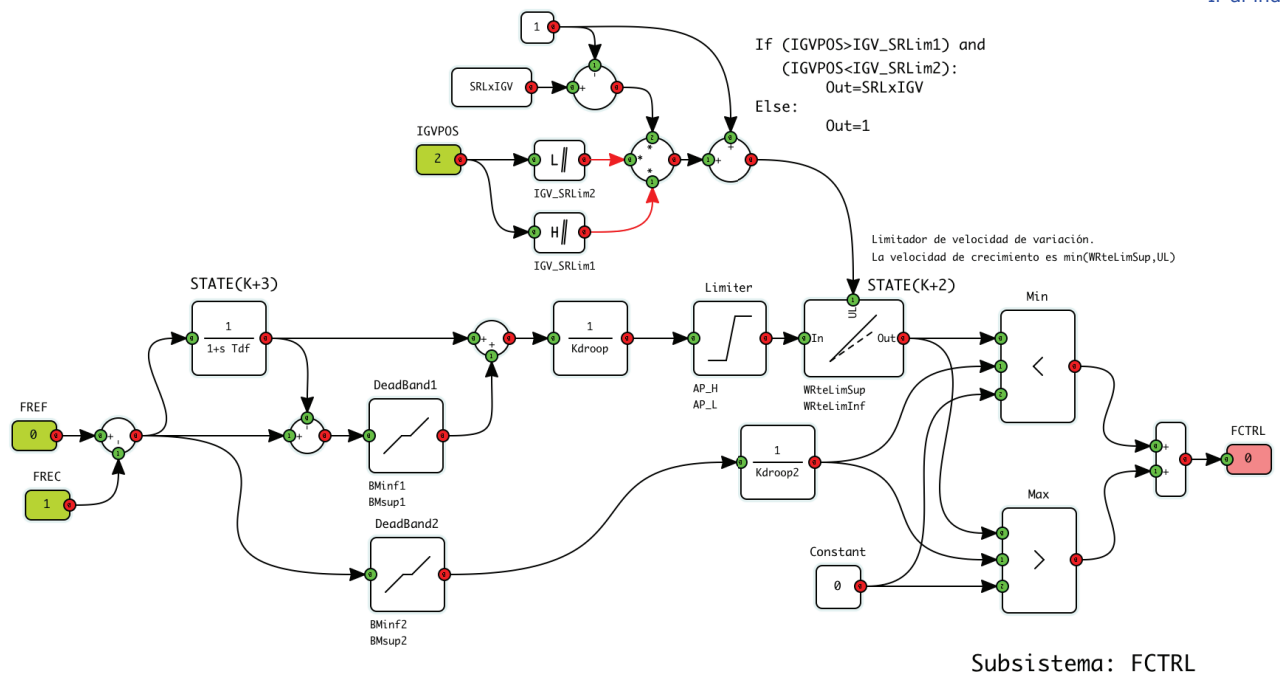 1
If (IGVPOS>IGV_SRLim1) and
(IGVPOS<IGV_SRLim2):
Out=SRLxIGV
Else:
Out=1
SRLxIGV
IGVPOS
2
L
IGV_SRLim2
H
IGV_SRLim1
Limitador de velocidad de variación.
La velocidad de crecimiento es min(WRteLimSup,UL)
STATE(K+3)
1
1+s Tdf
1
Kdroop
Limiter
AP_H
AP_L
STATE(K+2)
UL
In
Out
WRteLimSup
WRteLimInf
Min
<
DeadBand1
BMinf1
BMsup1
FREF
0
FREC
1
1
Kdroop2
FCTRL
0
DeadBand2
BMinf2
BMsup2
Constant
0
Max
>
Subsistema: FCTRL